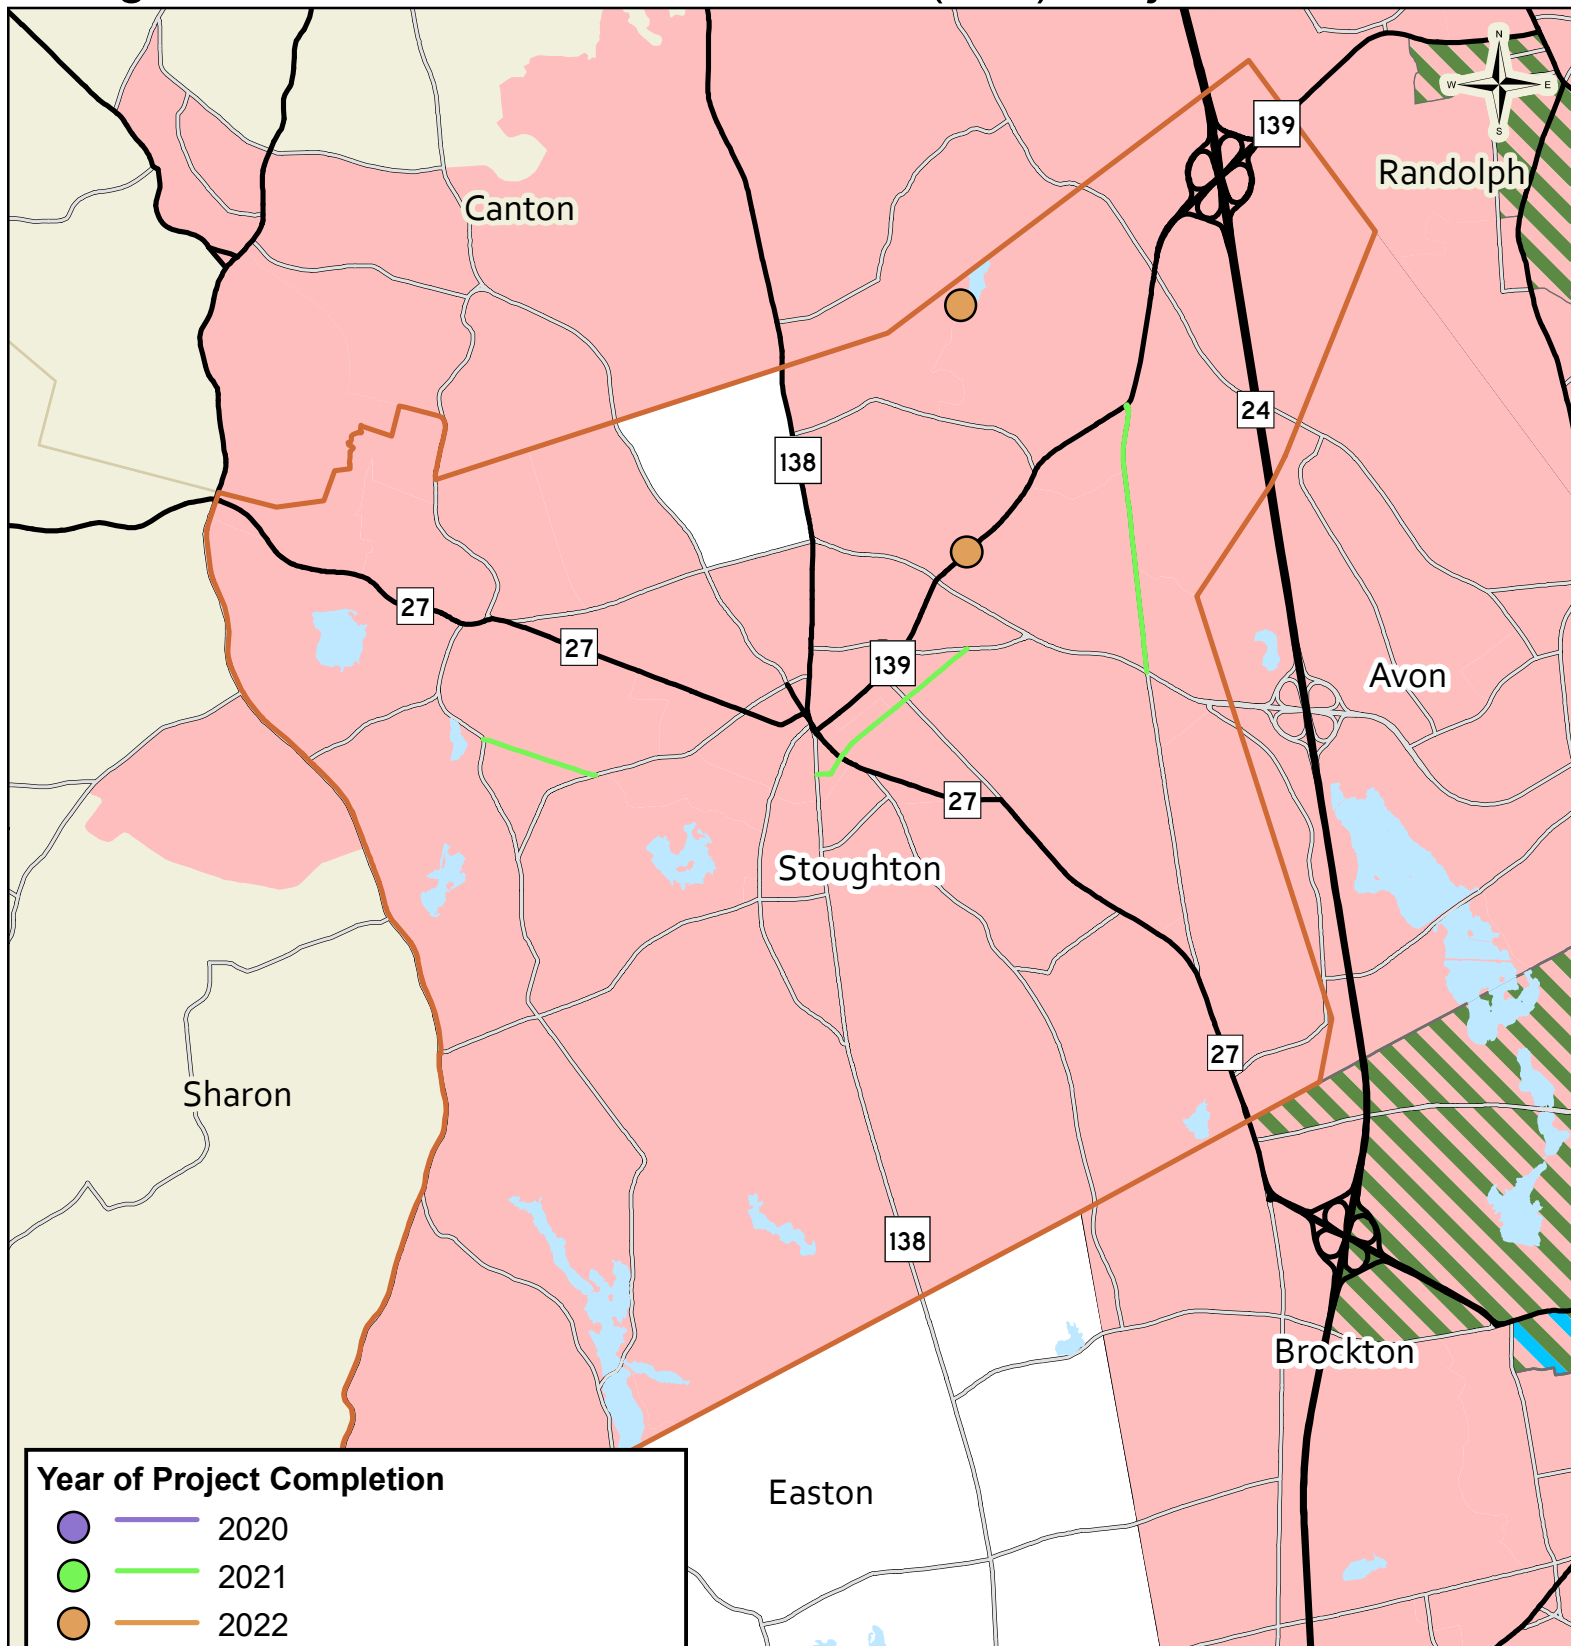 N
W E
S
139
Randolph
Canton
24
138
27
27
139
Avon
27
Stoughton
27
Sharon
138
Brockton
Easton
Year of Project Completion
2020
2021
2022